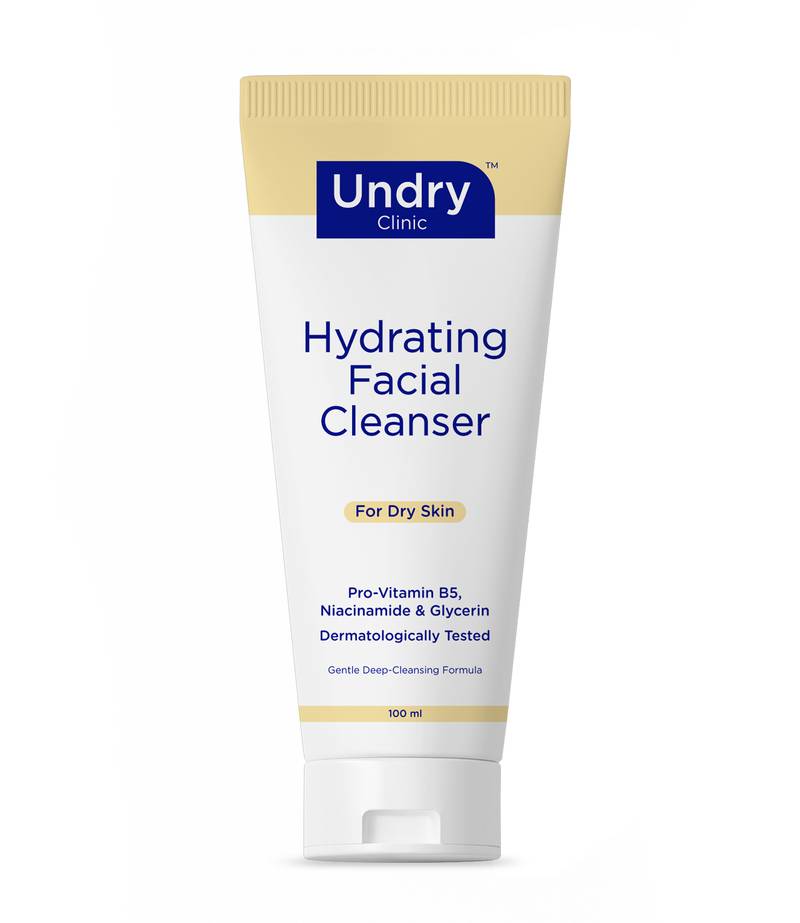 Undry
™
Clinic
Hydrating
Facial
Cleanser
For Dry Skin
Pro-Vitamin B5,
Niacinamide & Glycerin
Dermatologically Tested
Gentle Deep-Cleansing Formula
100 ml